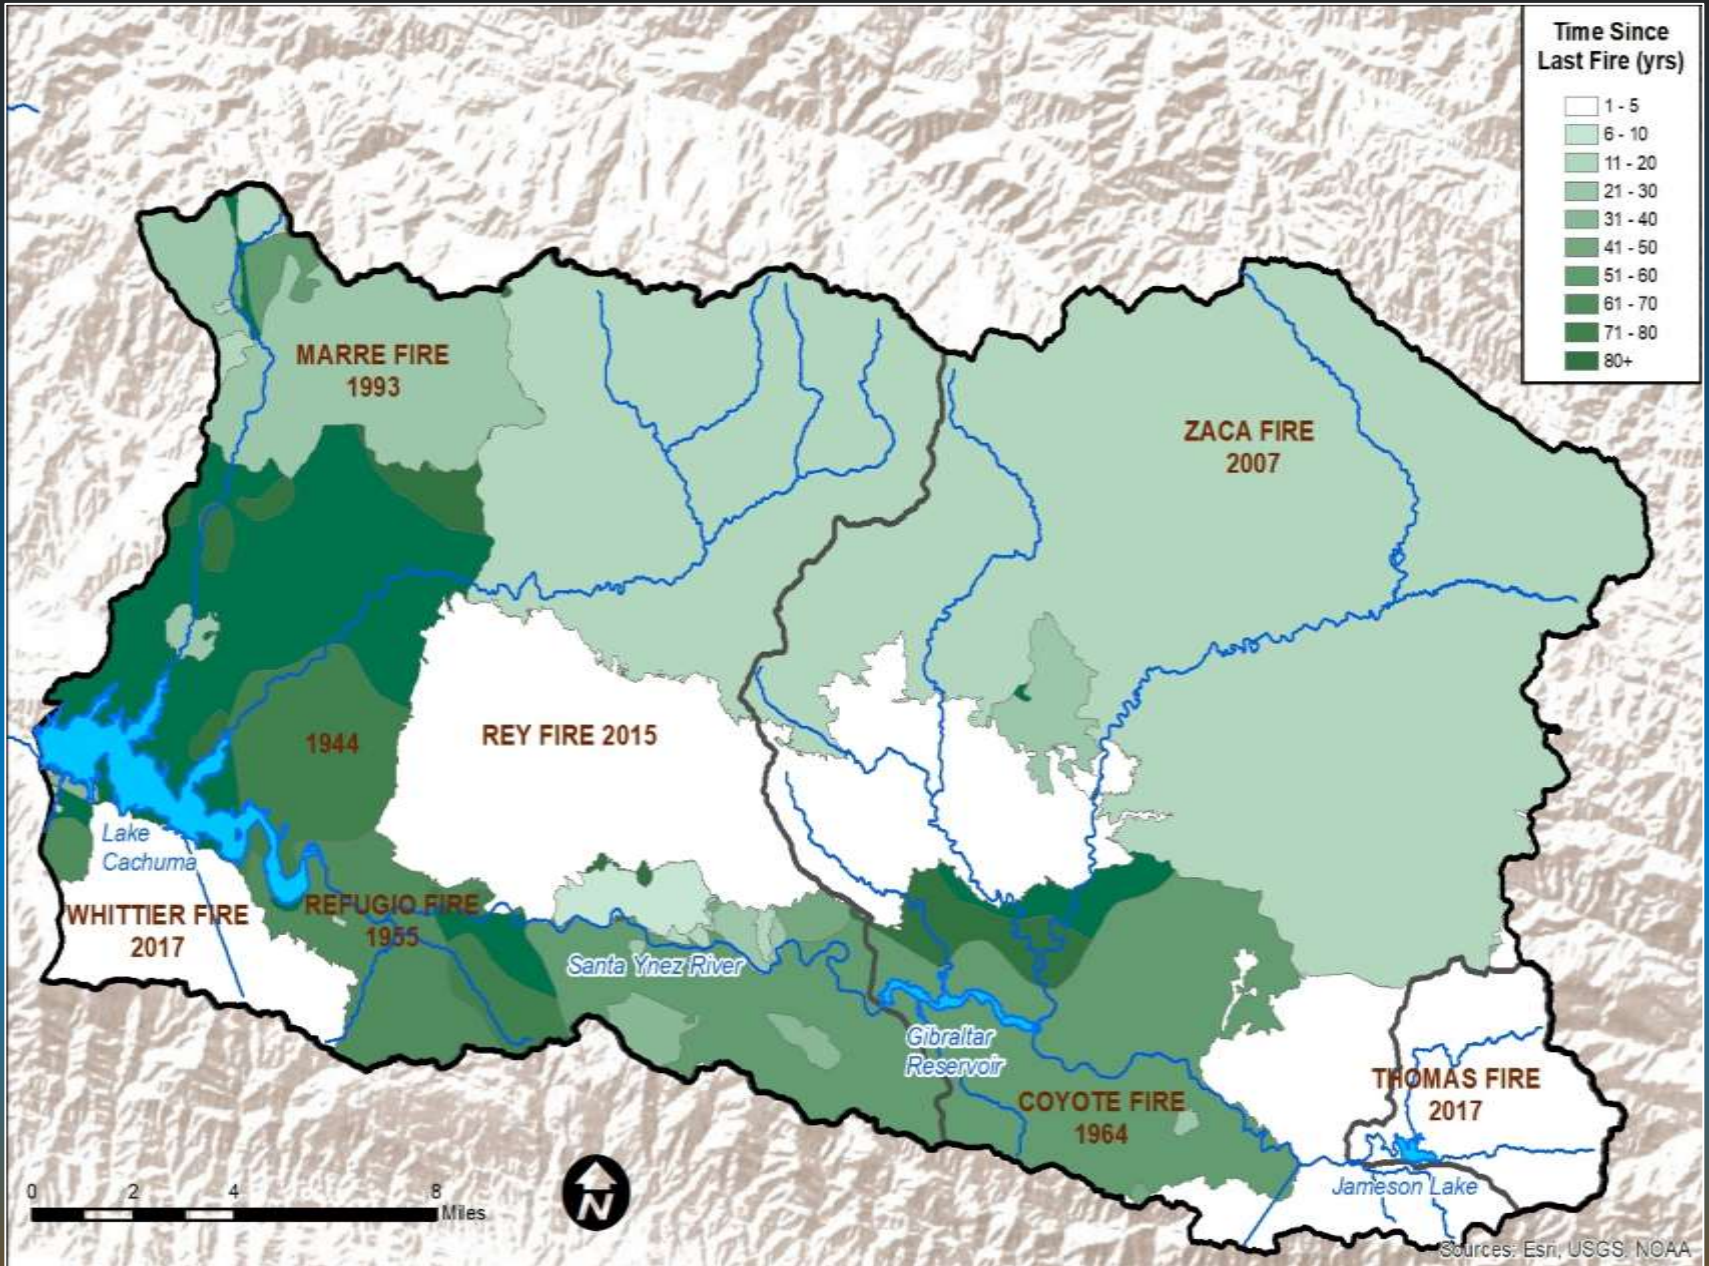 Time Since
Last Fire (yrs)
1 - 5
6 - 10
11 - 20
21 - 30
31 - 40
41 - 50
51 - 60
61 - 70
71 - 80
80+
MARRE FIRE
1993
ZACA FIRE
2007
1944
REY FIRE 2015
Lake
Cachuma
WHITTIER FIRE
2017
REFUGIO FIRE
1955
Santa Ynez River
Gibraltar
Reservoir
COYOTE FIRE
1964
THOMAS FIRE
2017
Jameson Lake
0 2 4 8
Miles
N
Sources: Esri, USGS, NOAA